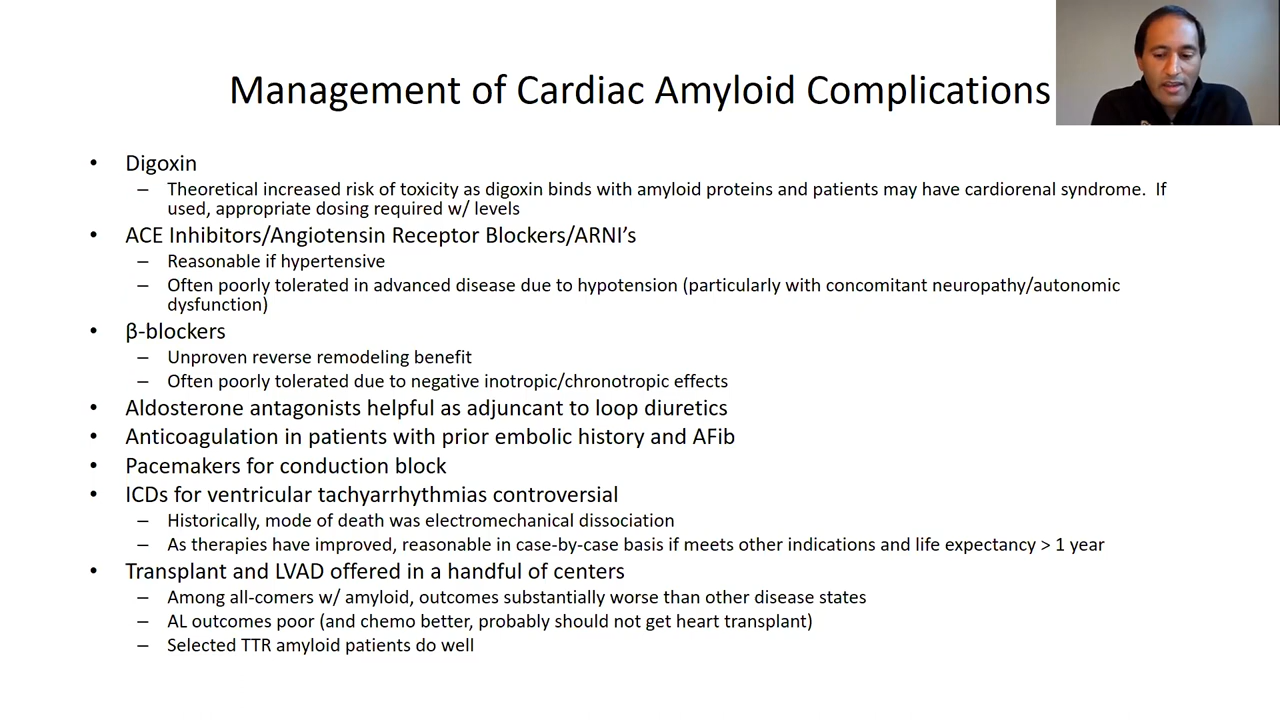 Management of Cardiac Amyloid Complications
• Digoxin
– Theoretical increased risk of toxicity as digoxin binds with amyloid proteins and patients may have cardiorenal syndrome.  If
used, appropriate dosing required w/ levels
• ACE Inhibitors/Angiotensin Receptor Blockers/ARNI’s
– Reasonable if hypertensive
– Often poorly tolerated in advanced disease due to hypotension (particularly with concomitant neuropathy/autonomic
dysfunction)
• β-blockers
– Unproven reverse remodeling benefit
– Often poorly tolerated due to negative inotropic/chronotropic effects
• Aldosterone antagonists helpful as adjuncant to loop diuretics
• Anticoagulation in patients with prior embolic history and AFib
• Pacemakers for conduction block
• ICDs for ventricular tachyarrhythmias controversial
– Historically, mode of death was electromechanical dissociation
– As therapies have improved, reasonable in case-by-case basis if meets other indications and life expectancy > 1 year
• Transplant and LVAD offered in a handful of centers
– Among all-comers w/ amyloid, outcomes substantially worse than other disease states
– AL outcomes poor (and chemo better, probably should not get heart transplant)
– Selected TTR amyloid patients do well